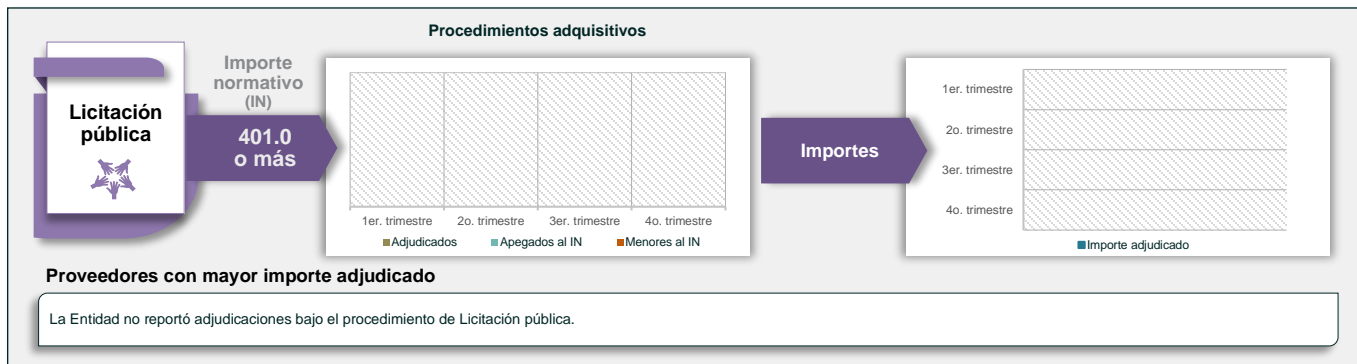 Procedimientos adquisitivos
Licitación
pública
Importe
normativo
(IN)
401.0
o más
1er. trimestre
2o. trimestre
3er. trimestre
4o. trimestre
Adjudicados
Apegados al IN
Menores al IN
Importes
1er. trimestre
2o. trimestre
3er. trimestre
4o. trimestre
Importe adjudicado
Proveedores con mayor importe adjudicado
La Entidad no reportó adjudicaciones bajo el procedimiento de Licitación pública.